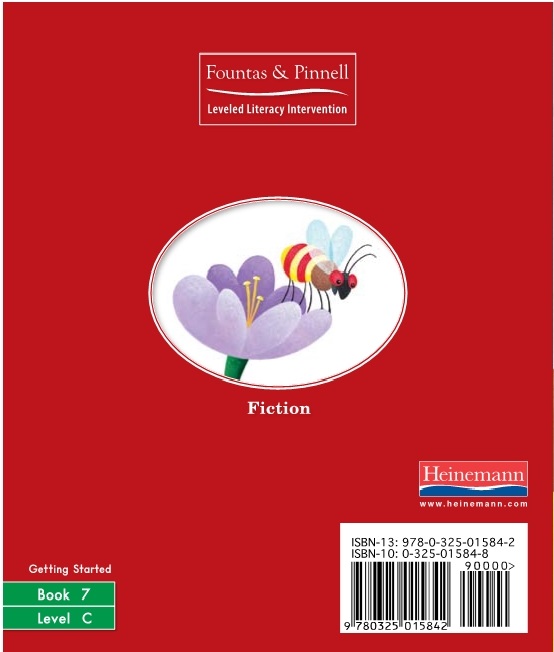 Fountas & Pinnell
Leveled Literacy Intervention
Fiction
Heinemann
www.heinemann.com
ISBN-13: 978-0-325-01584-2
ISBN-10: 0-325-01584-8
90000>
9 780325 015842
Getting Started
Book 7
Level C